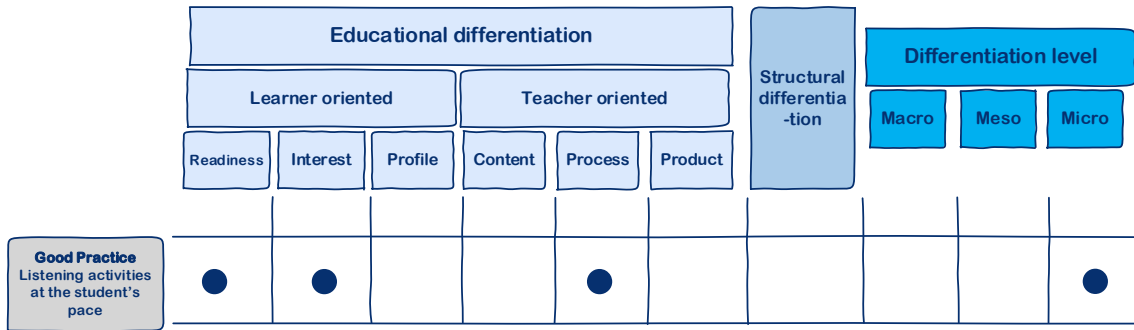 Educational differentiation
Learner oriented
Teacher oriented
Readiness
Interest
Profile
Content
Process
Product
Structural
differentia
-tion
Differentiation level
Macro
Meso
Micro
Good Practice
Listening activities
at the student’s
pace